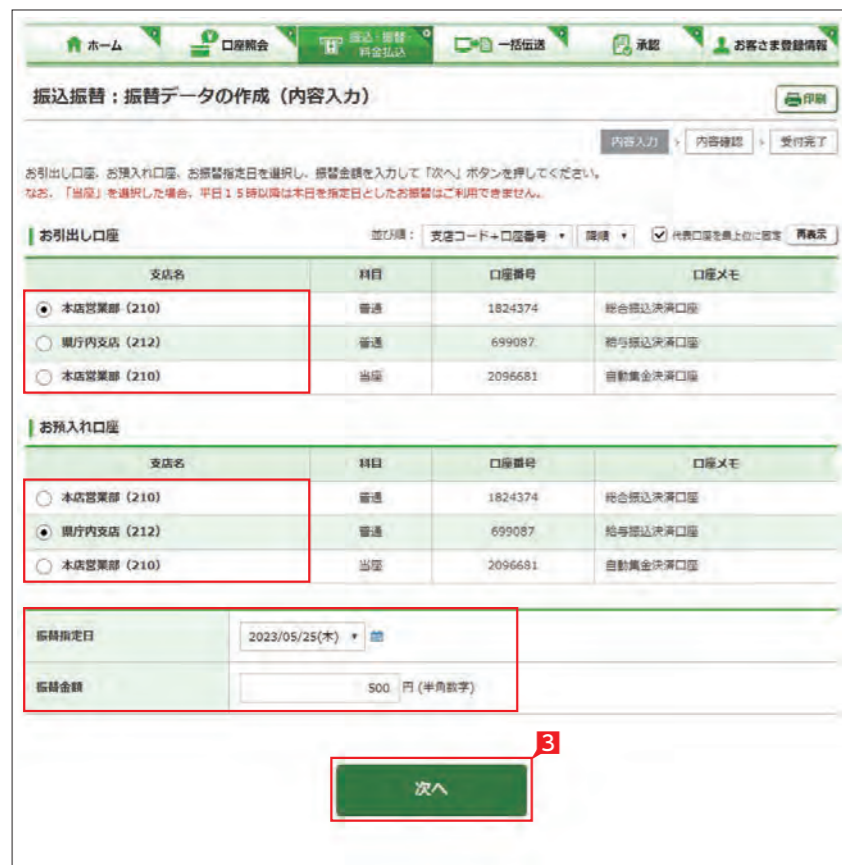 ホーム 口座照会 振込・振替・ 一括伝送 承認 お客さま登録情報
料金払込
振込振替:振替データの作成(内容入力)
印刷
内容入力 内容確認 受付完了
お引出し口座、お預入れ口座、お振替指定日を選択し、振替金額を入力して「次へ」ボタンを押してください。
なお、「当座」を選択した場合、平日15時以降は本日を指定日としたお振替はご利用できません。
お引出し口座 並び順: 支店コード+口座番号 降順 代表口座を最上位に固定 再表示
支店名 科目 口座番号 口座メモ
本店営業部(210) 普通 1824374 総合振込決済口座
県庁内支店(212) 普通 699087 給与振込決済口座
本店営業部(210) 当座 2096681 自動集金決済口座
お預入れ口座
支店名 科目 口座番号 口座メモ
本店営業部(210) 普通 1824374 総合振込決済口座
県庁内支店(212) 普通 699087 給与振込決済口座
本店営業部(210) 当座 2096681 自動集金決済口座
振替指定日 2023/05/25(木)
振替金額 500 円(半角数字)
3
次へ